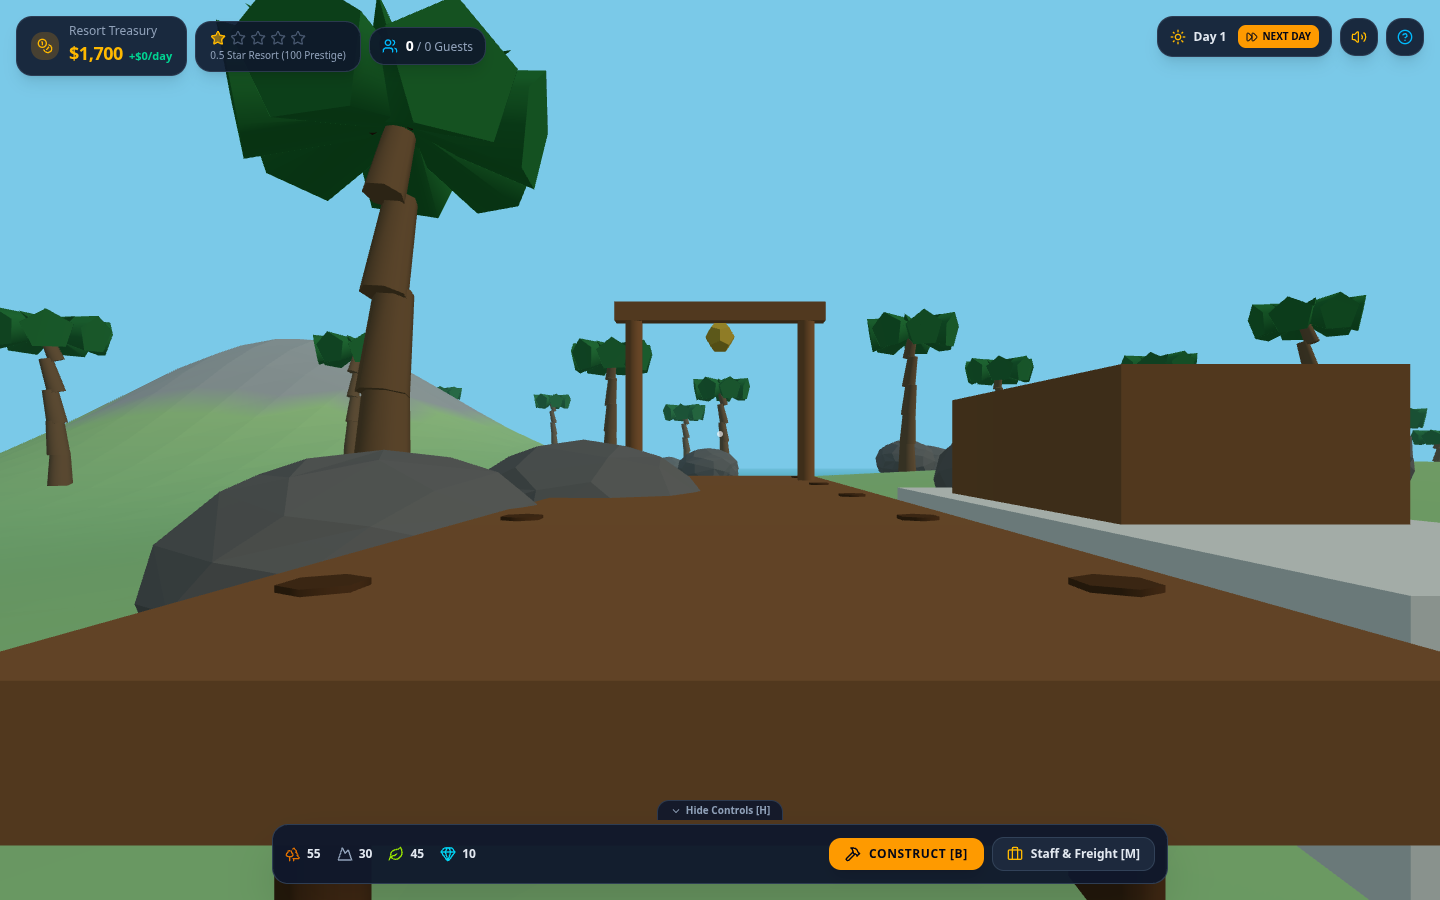 Resort Treasury
$1,700 +$0/day
0.5 Star Resort (100 Prestige)
0 / 0 Guests
Day 1
NEXT DAY
Hide Controls [H]
55
30
45
10
CONSTRUCT [B]
Staff & Freight [M]